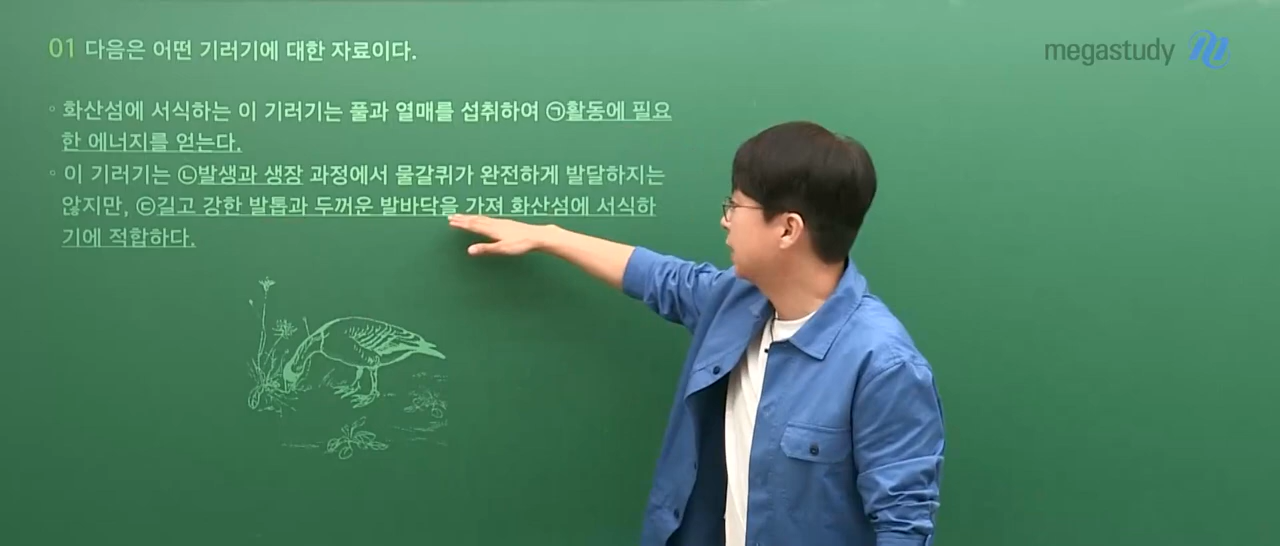 01 다음은 어떤 기러기에 대한 자료이다.
megastudy
◦ 화산섬에 서식하는 이 기러기는 풀과 열매를 섭취하여 ㉠활동에 필요
한 에너지를 얻는다.
◦ 이 기러기는 ㉡발생과 생장 과정에서 물갈퀴가 완전하게 발달하지는
않지만, ㉢길고 강한 발톱과 두꺼운 발바닥을 가져 화산섬에 서식하
기에 적합하다.